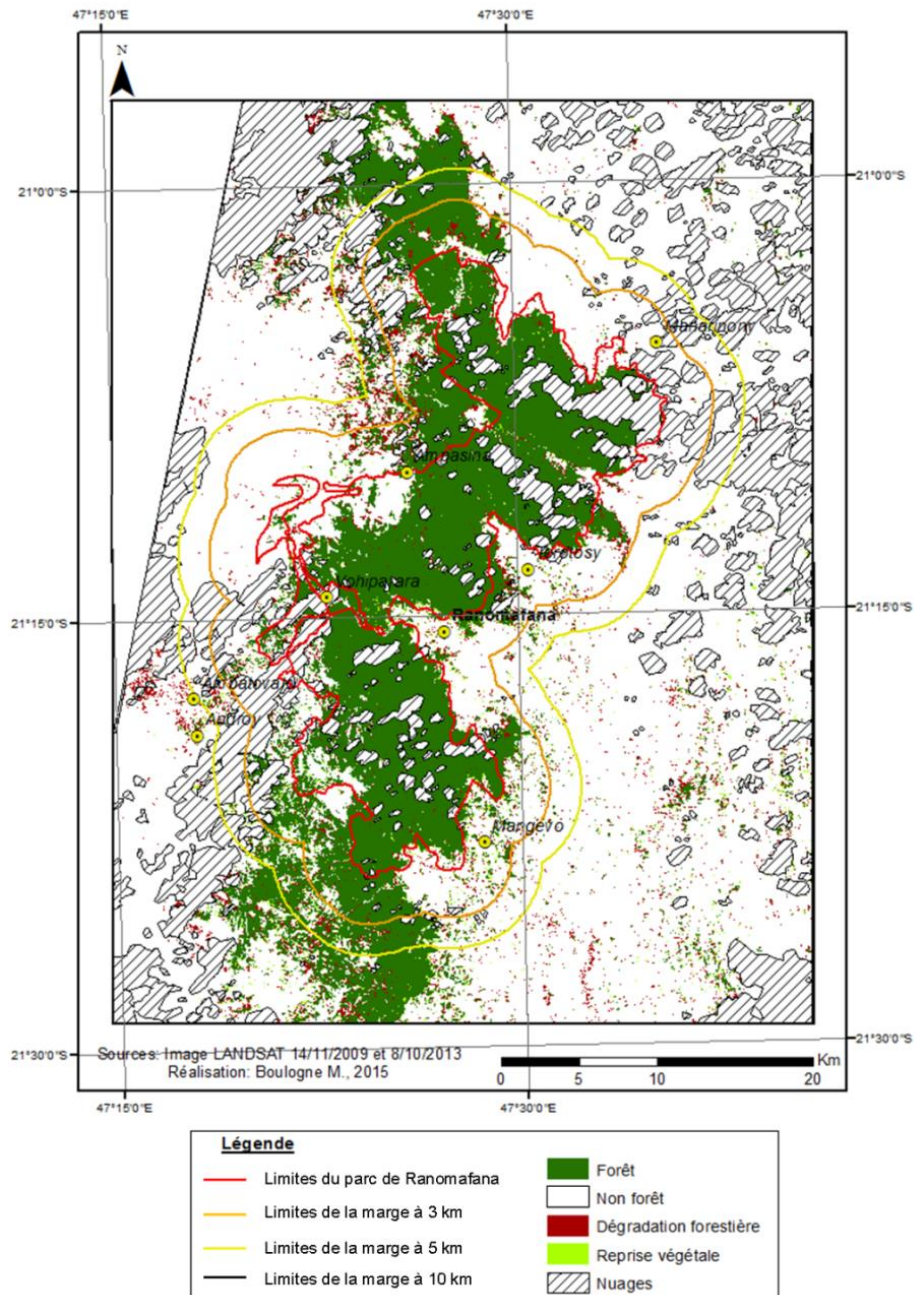 47°15'0"E
47°30'0"E
N
21°0'0"S
21°0'0"S
Ampasina
Vohiparara
21°15'0"S
21°15'0"S
Ranomafana
Androy
Mangevo
21°30'0"S
21°30'0"S
Sources: Image LANDSAT 14/11/2009 et 8/10/2013
Réalisation: Boulogne M., 2015
Km
0 5 10 20
47°15'0"E
47°30'0"E
Légende
Limites du parc de Ranomafana
Limites de la marge à 3 km
Limites de la marge à 5 km
Limites de la marge à 10 km
Forêt
Non forêt
Dégradation forestière
Reprise végétale
Nuages